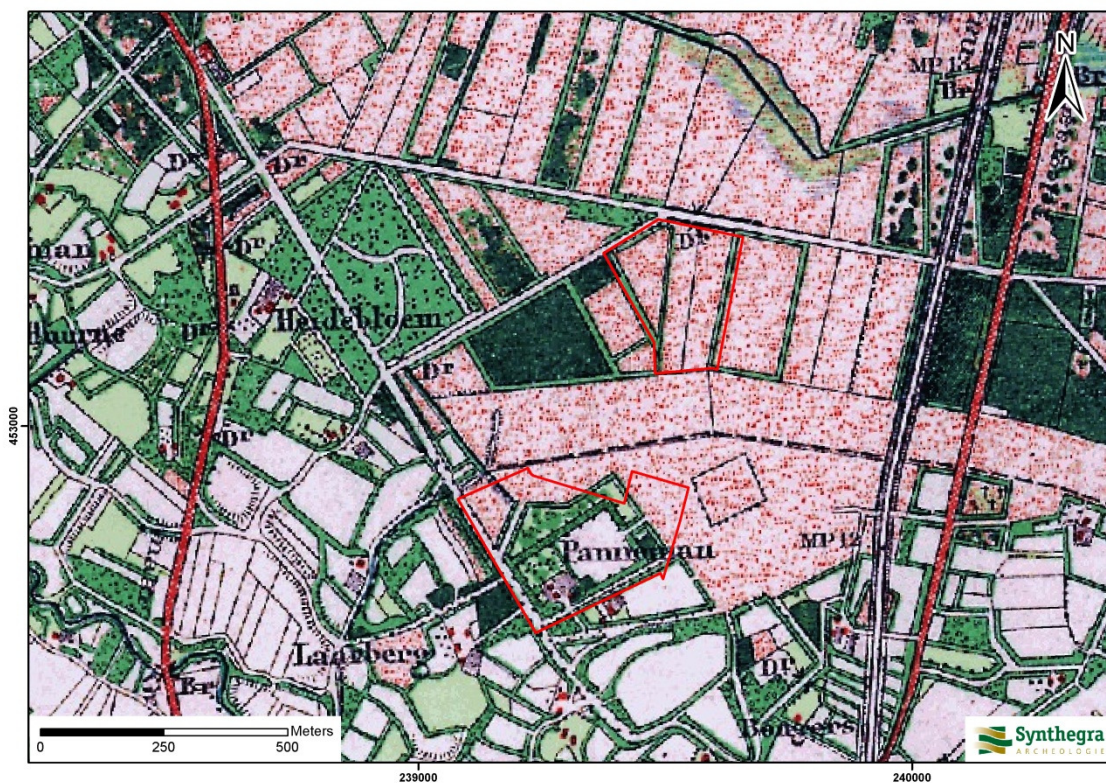 N
MP 13
Br
Dr
Dr
Dr
Dr
Heidebloem
Dr
Dr
Dr
453000
Panneman
MP 12
Laarberg
Br.
0
250
500
Meters
239000
240000
Synthegra
ARCHEOLOGIE